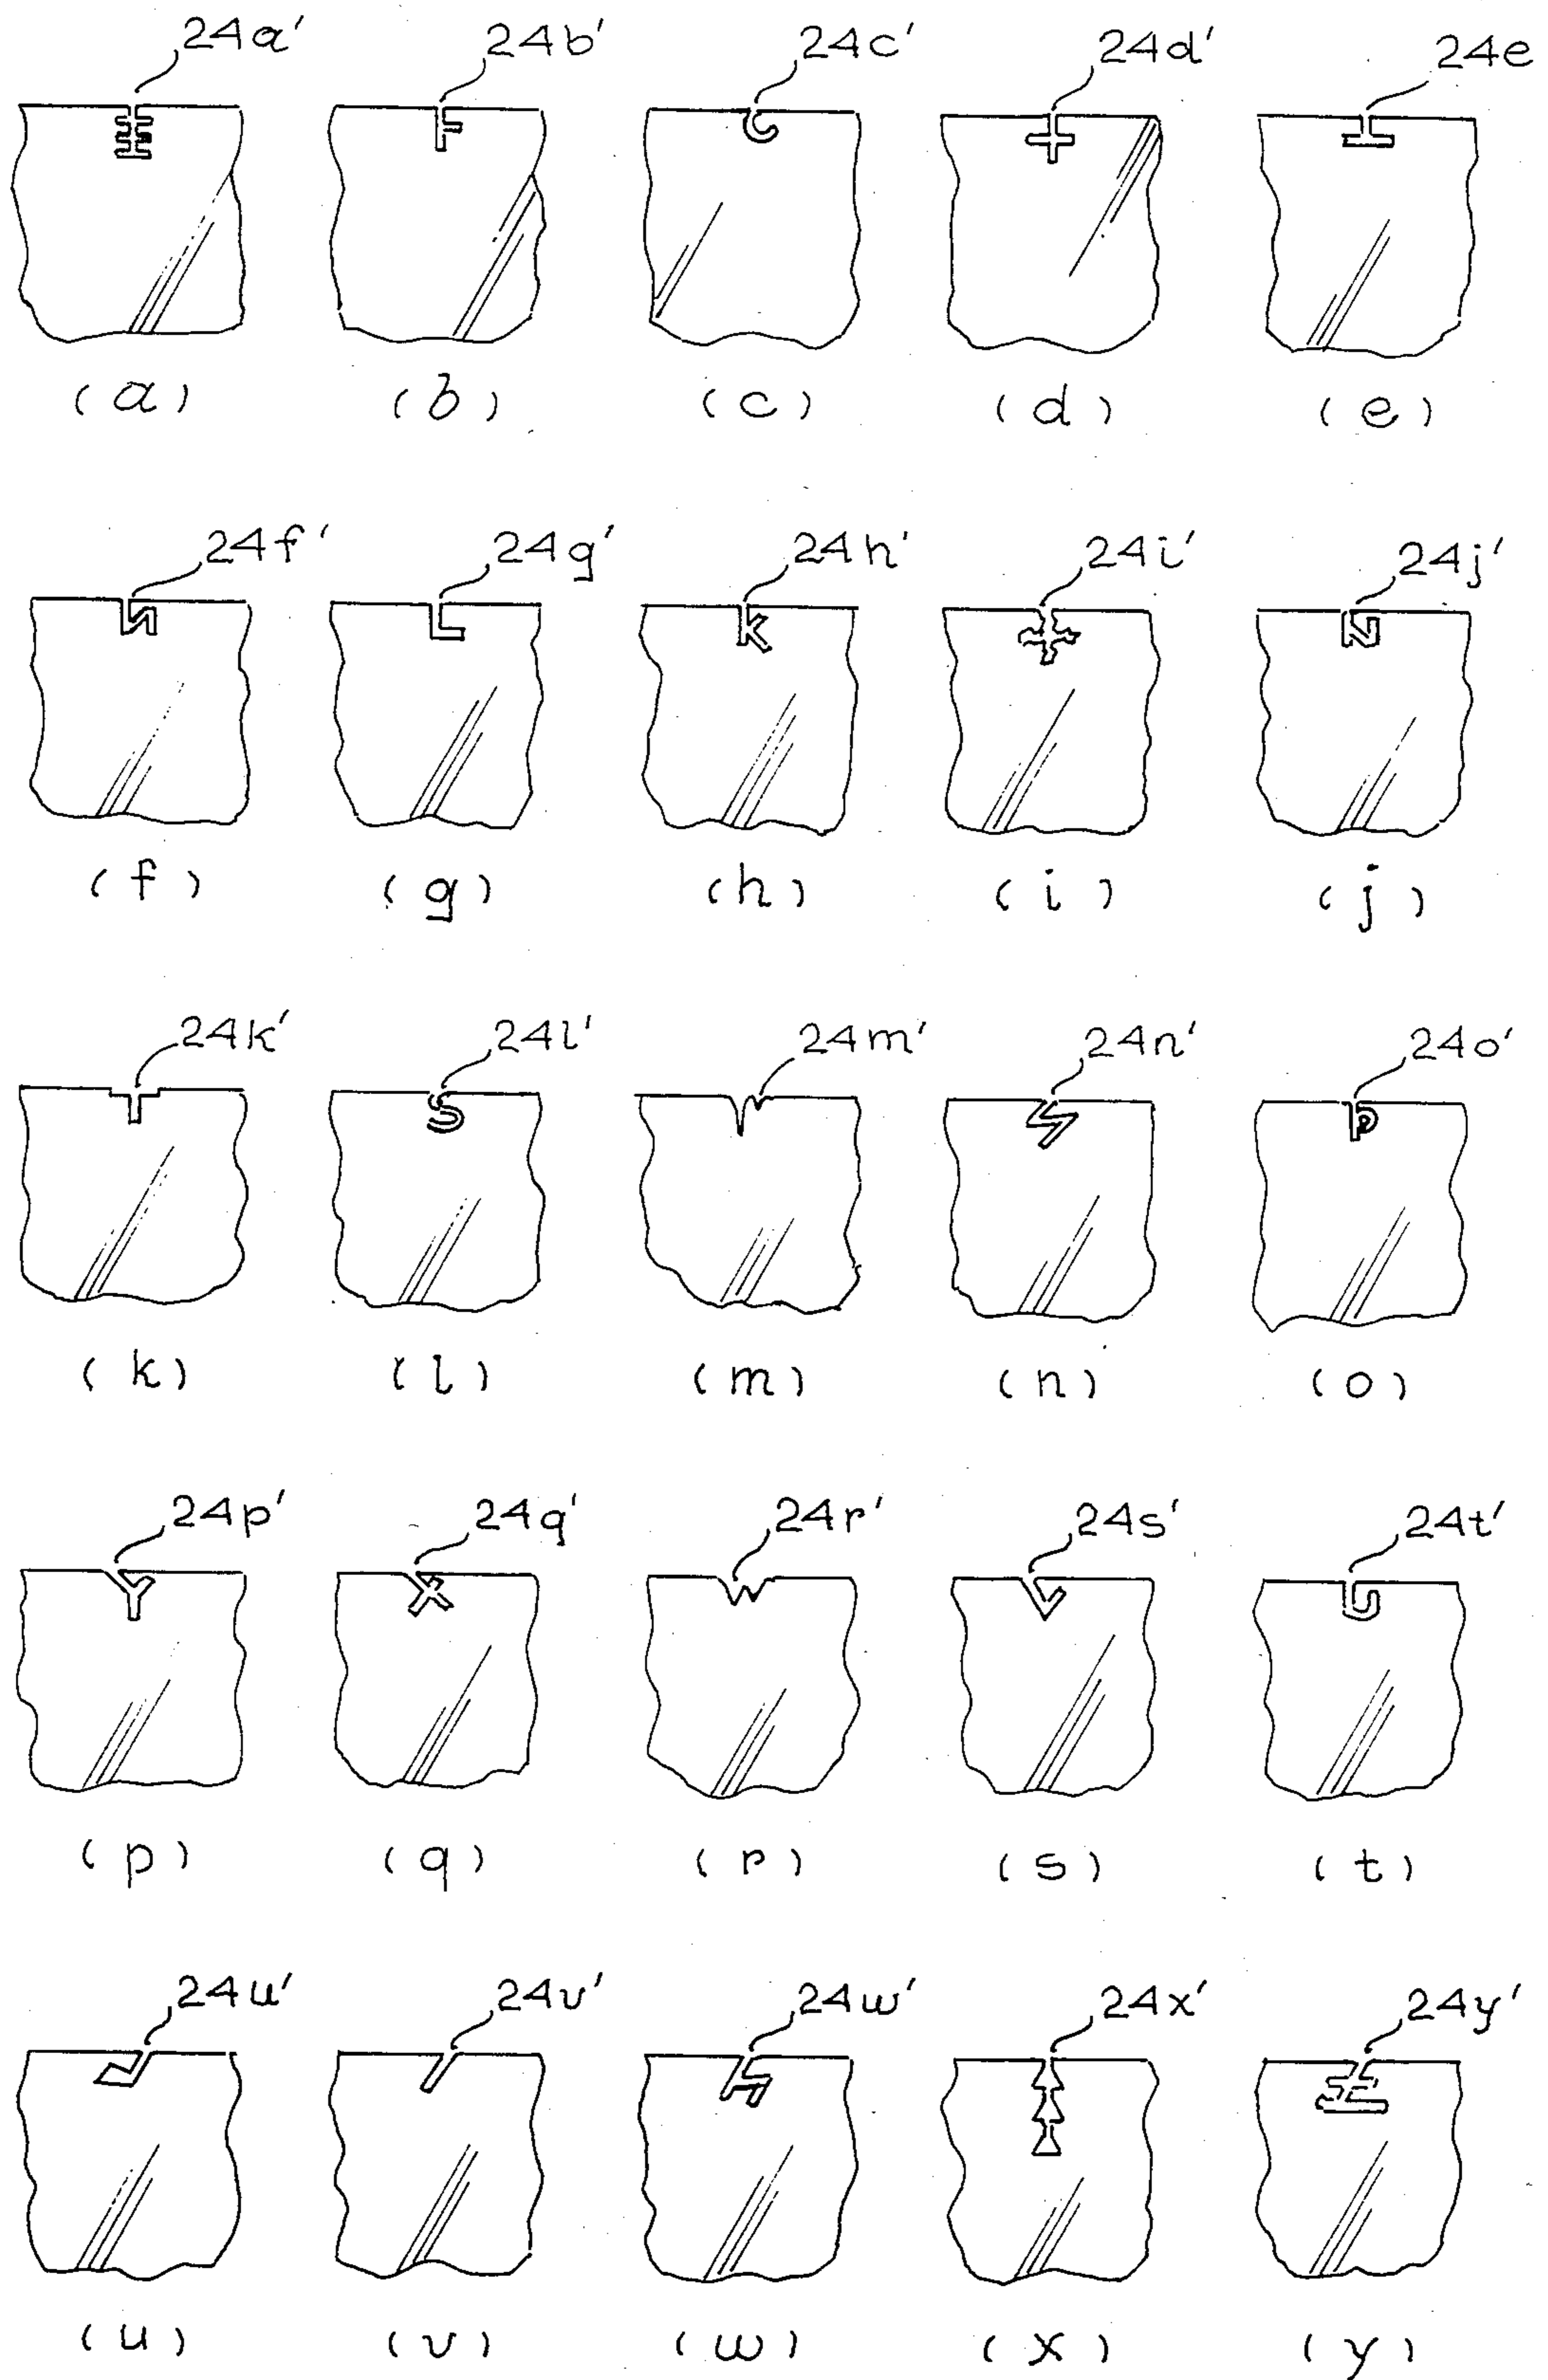 24a' 24b' 24c' 24d' 24e
(a) (b) (c) (d) (e)
24f' 24g' 24h' 24i' 24j'
(f) (g) (h) (i) (j)
24k' 24l' 24m' 24n' 24o'
(k) (l) (m) (n) (o)
24p' 24q' 24r' 24s' 24t'
(p) (q) (r) (s) (t)
24u' 24v' 24w' 24x' 24y'
(u) (v) (w) (x) (y)